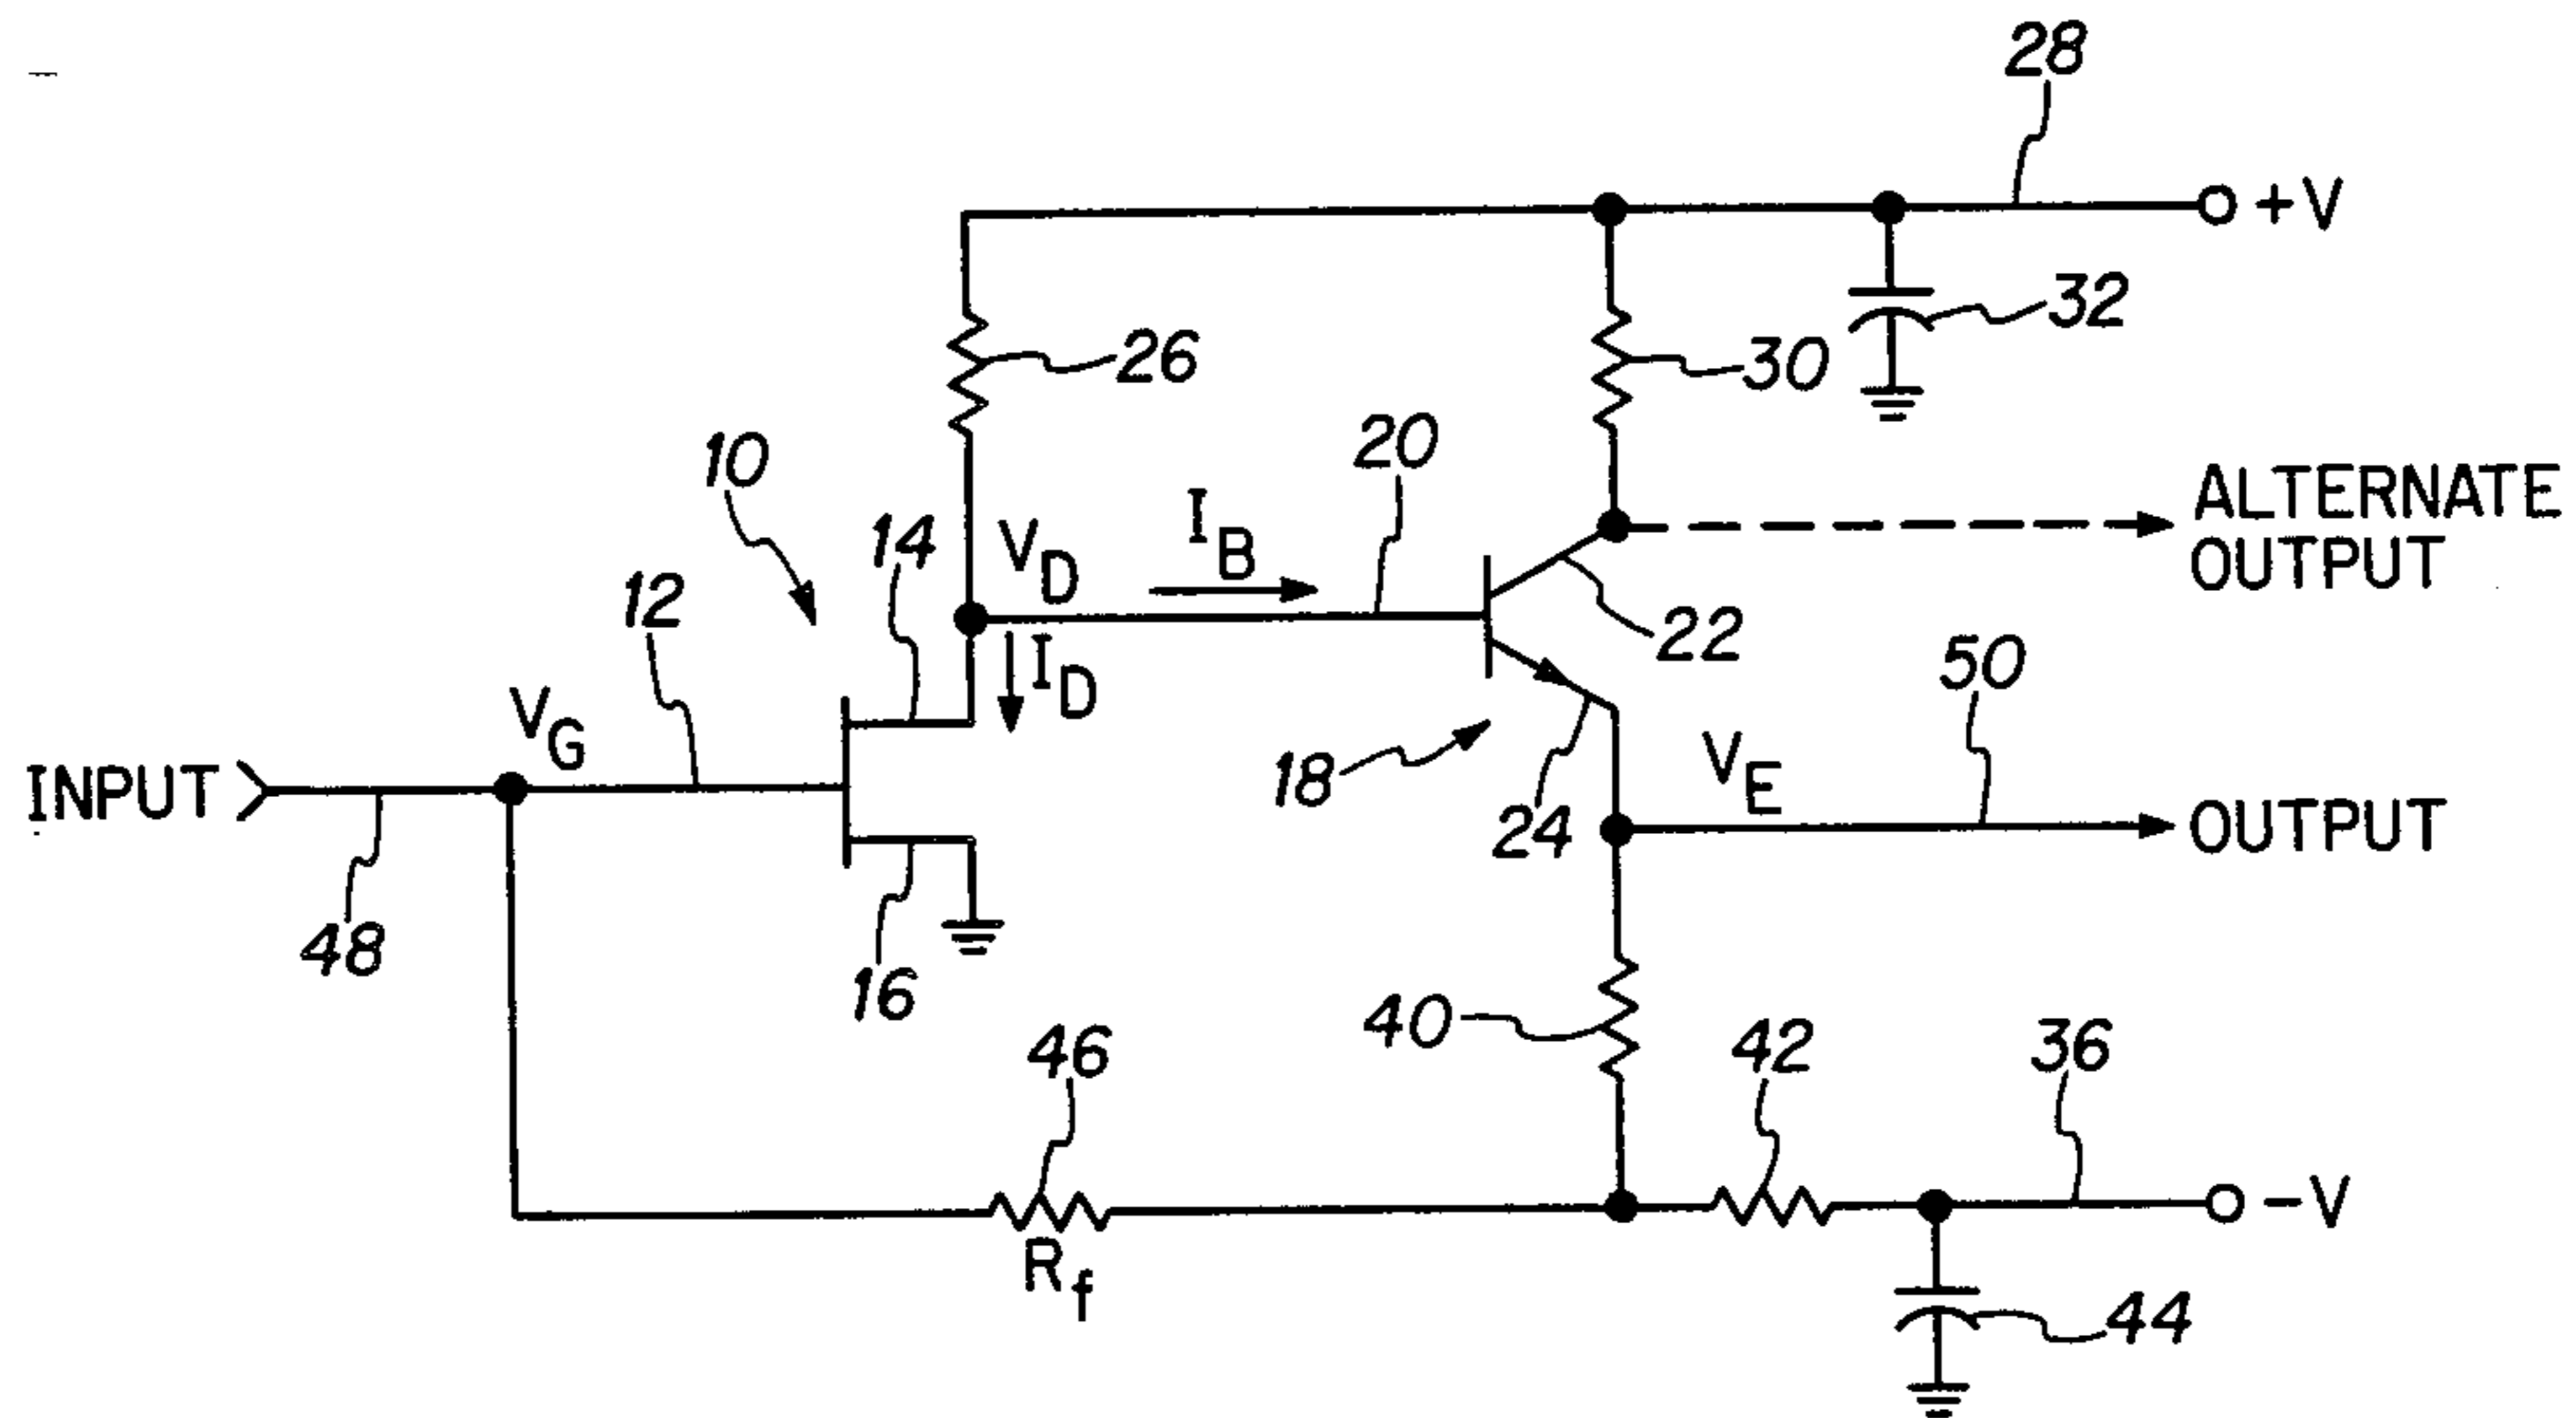 28
+V
32
26
30
10
20
ALTERNATE
OUTPUT
14
V_D
I_B
12
22
50
I_D
V_G
18
V_E
INPUT
24
OUTPUT
48
16
40
46
42
36
-V
R_f
44